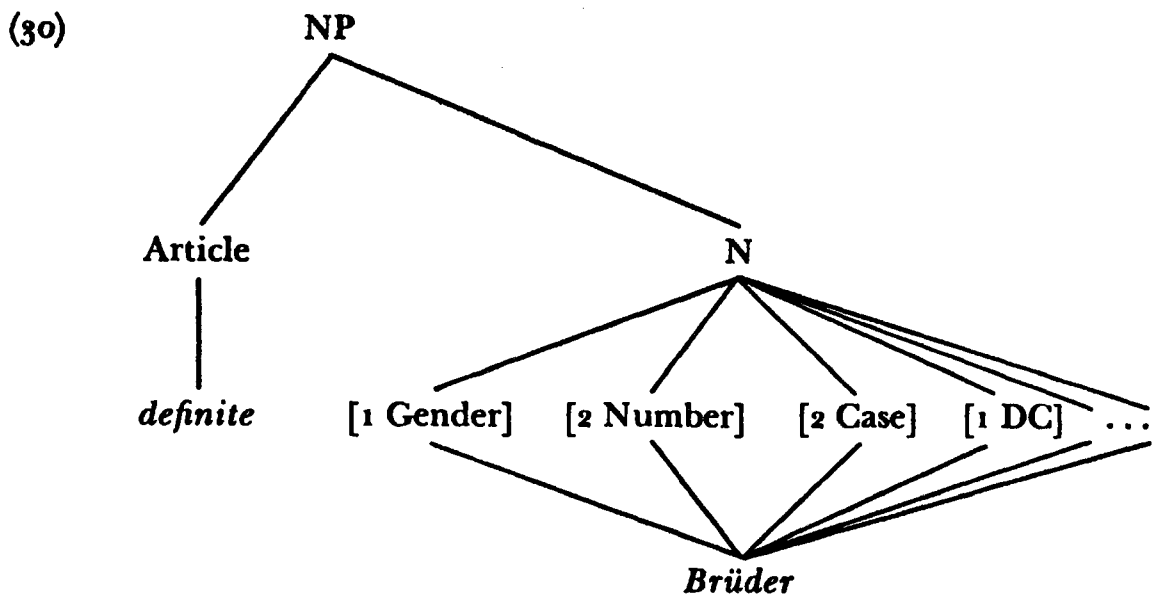 (30) NP
Article N
definite [1 Gender] [2 Number] [2 Case] [1 DC] ...
Brüder